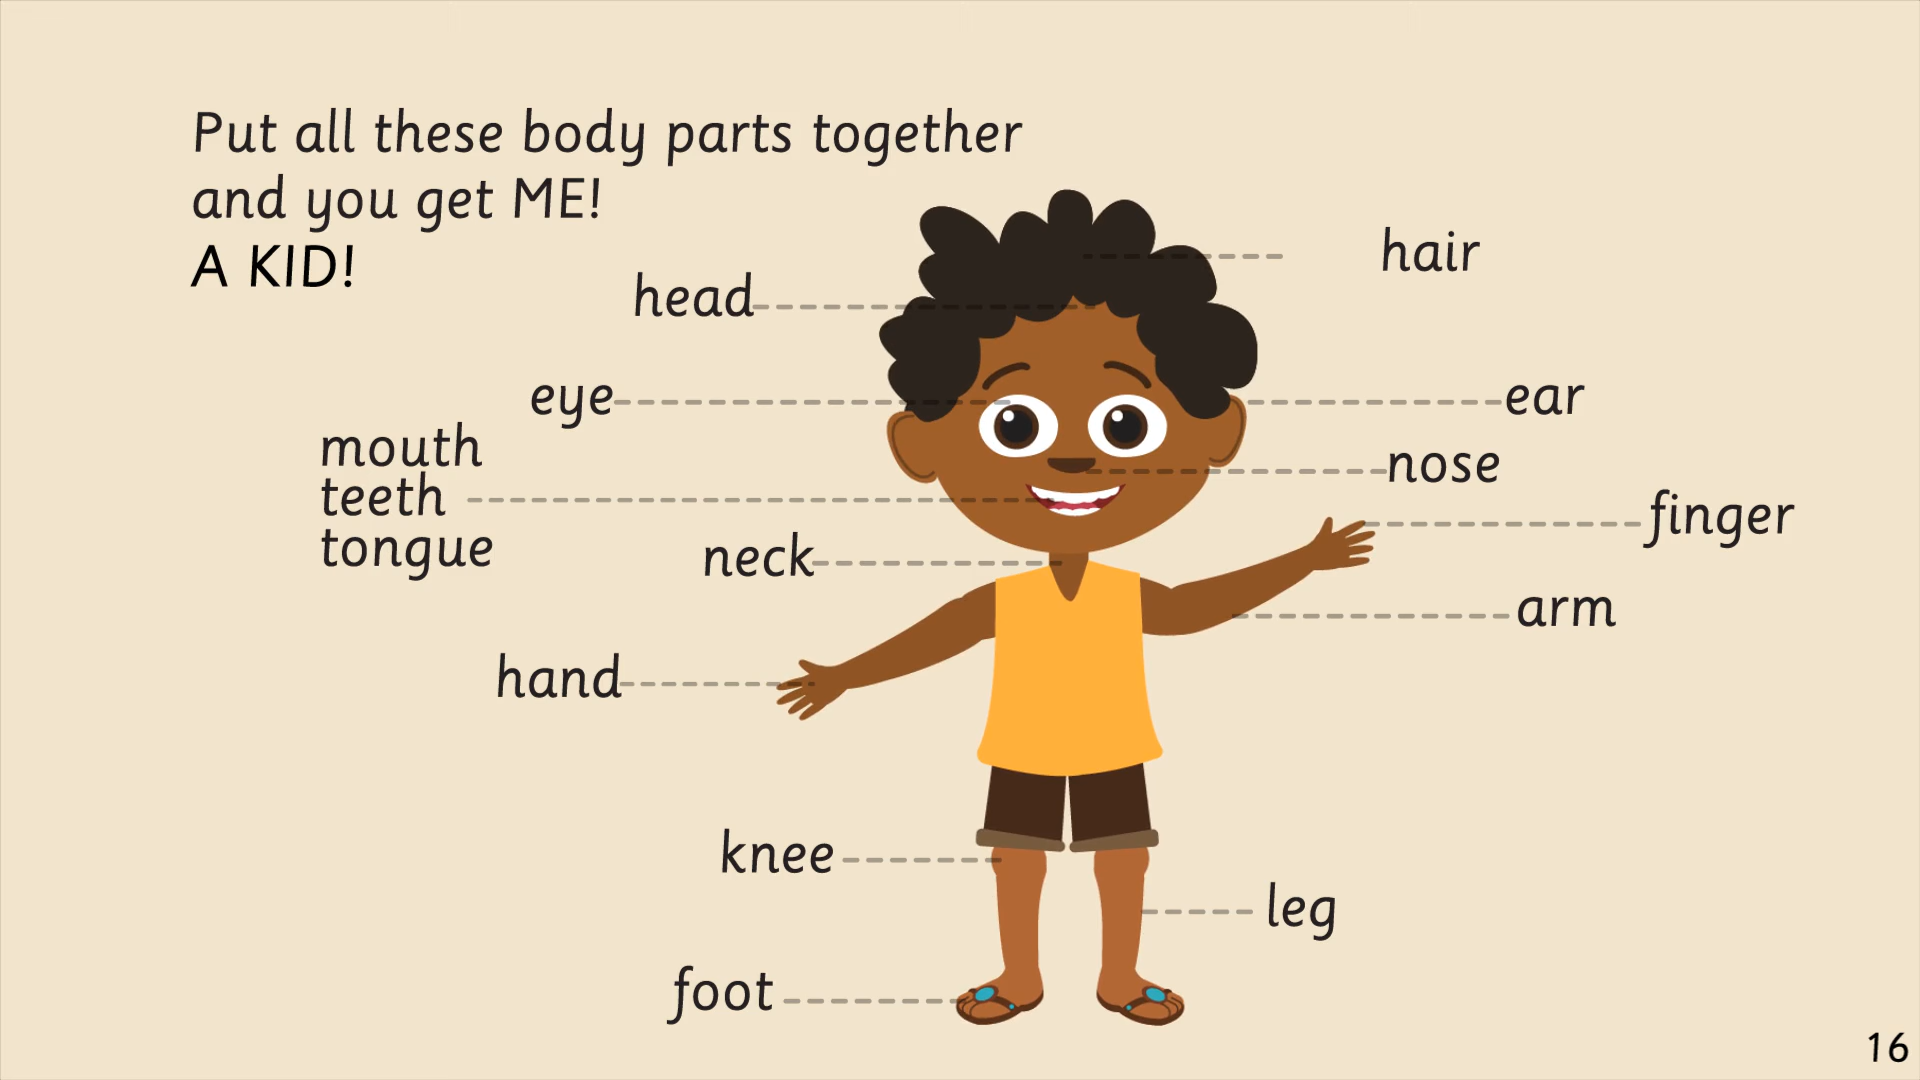 Put all these body parts together
and you get ME!
A KID!
hair
head
eye
ear
mouth
teeth
tongue
nose
finger
neck
arm
hand
knee
leg
foot
16